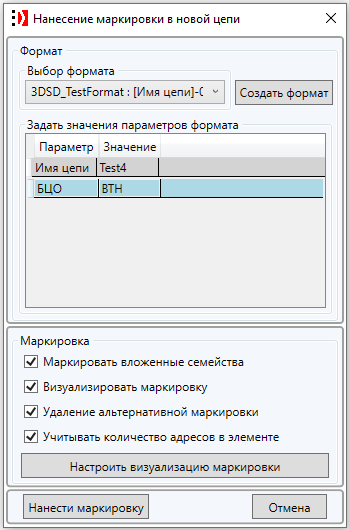 Нанесение маркировки в новой цепи
Формат
Выбор формата
3DSD_TestFormat : [Имя цепи]-
Создать формат
Задать значения параметров формата
Параметр Значение
Имя цепи Test4
БЦО ВТН
Маркировка
Маркировать вложенные семейства
Визуализировать маркировку
Удаление альтернативной маркировки
Учитывать количество адресов в элементе
Настроить визуализацию маркировки
Нанести маркировку Отмена